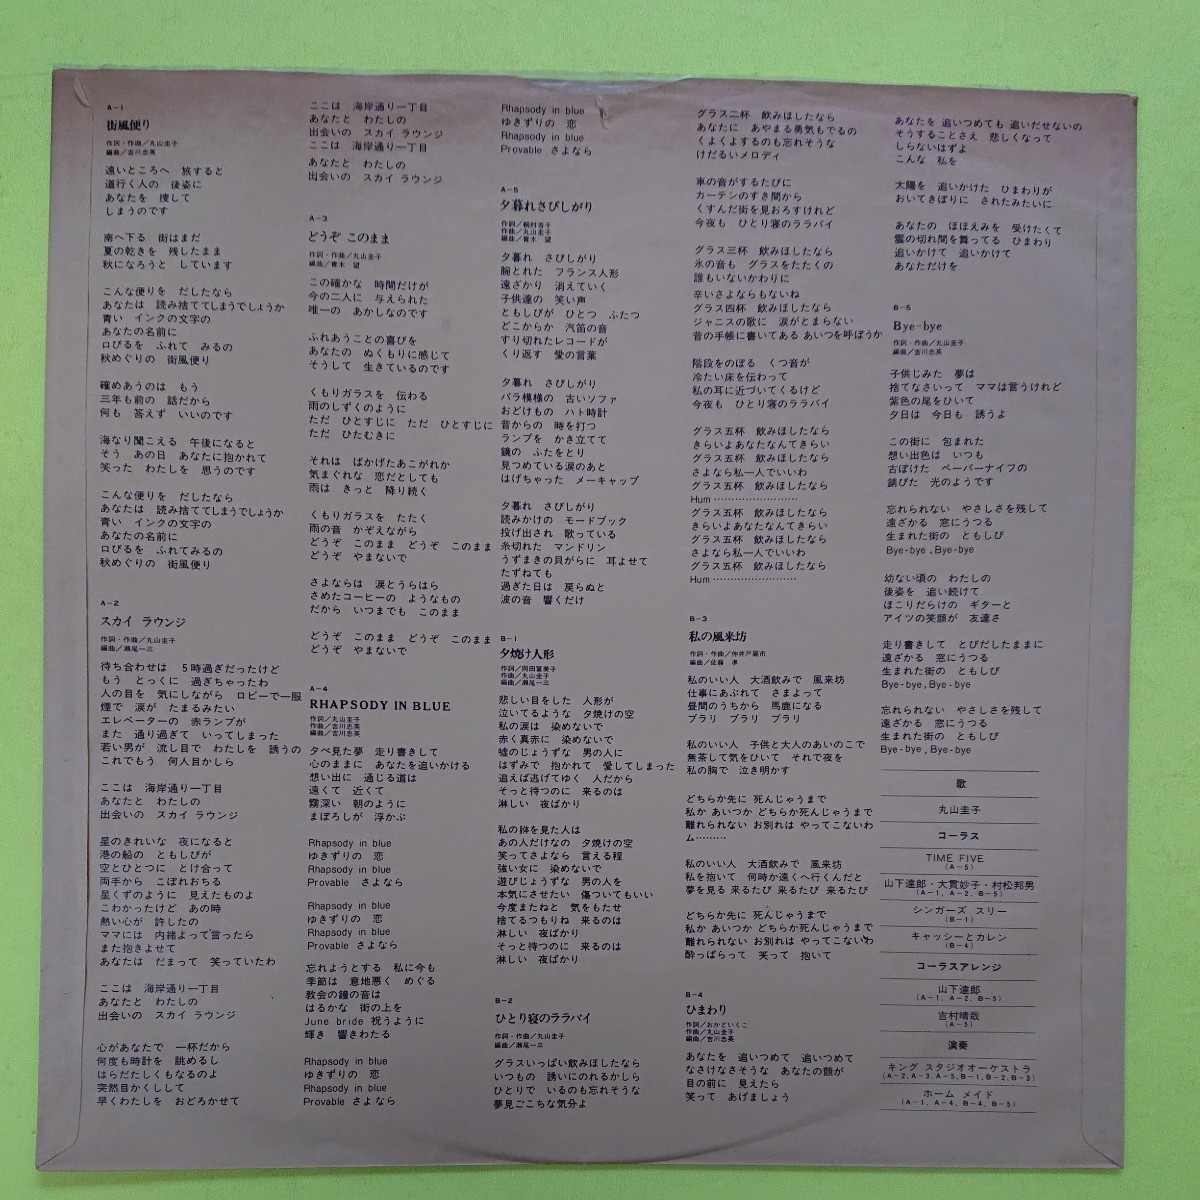 A-1
街風便り
作詞・作曲／丸山圭子
編曲／吉川忠英
遠いところへ 旅すると
道行く人の 後姿に
あなたを 捜して
しまうのです
南へ下る 街はまだ
夏の乾きを 残したまま
秋になろうと しています
こんな便りを だしたなら
あなたは 読み捨ててしまうでしょうか
青い インクの文字の
あなたの名前に
口びるを ふれて みるの
秋めぐりの 街風便り
確めあうのは もう
三年も前の 話だから
何も 答えず いいのです
海なり聞こえる 午後になると
そう あの日 あなたに抱かれて
笑った わたしを 思うのです
こんな便りを だしたなら
あなたは 読み捨ててしまうでしょうか
青い インクの文字の
あなたの名前に
口びるを ふれてみるの
秋めぐりの 街風便り
A-2
スカイ ラウンジ
作詞・作曲／丸山圭子
編曲／瀬尾一三
待ち合わせは 5時過ぎだったけど
もう とっくに 過ぎちゃったわ
人の目を 気にしながら ロビーで一服
煙で 涙が たまるみたい
エレベーターの 赤ランプが
また 通り過ぎて いってしまった
若い男が 流し目で わたしを 誘うの
これでもう 何人目かしら
ここは 海岸通り一丁目
あなたと わたしの
出会いの スカイ ラウンジ
星のきれいな 夜になると
港の船の ともしびが
空とひとつに とけ合って
両手から こぼれおちる
星くずのように 見えたものよ
こわかったけど あの時
熱い心が 許したの
ママには 内緒よって言ったら
また抱きよせて
あなたは だまって 笑っていたわ
ここは 海岸通り一丁目
あなたと わたしの
出会いの スカイ ラウンジ
心があなたで 一杯だから
何度も時計を 眺めるし
はらだたしくもなるのよ
突然目かくしして
早くわたしを おどろかせて
ここは 海岸通り一丁目
あなたと わたしの
出会いの スカイ ラウンジ
ここは 海岸通り一丁目
あなたと わたしの
出会いの スカイ ラウンジ
A-3
どうぞ このまま
作詞・作曲／丸山圭子
編曲／青木 望
この確かな 時間だけが
今の二人に 与えられた
唯一の あかしなのです
ふれあうことの喜びを
あなたの ぬくもりに感じて
そうして 生きているのです
くもりガラスを 伝わる
雨のしずくのように
ただ ひとすじに ただ ひとすじに
ただ ひたむきに
それは ばかげたあこがれか
気まぐれな 恋だとしても
雨は きっと 降り続く
くもりガラスを たたく
雨の音 かぞえながら
どうぞ このまま どうぞ このまま
どうぞ やまないで
さよならは 涙とうらはら
さめたコーヒーの ようなもの
だから いつまでも このまま
どうぞ このまま どうぞ このまま
どうぞ やまないで
A-4
RHAPSODY IN BLUE
作詞／丸山圭子
作曲／吉川忠英
編曲／吉川忠英
夕べ見た夢 走り書きして
心のままに あなたを追いかける
想い出に 通じる道は
遠くて 近くて
霧深い 朝のように
まぼろしが 浮かぶ
Rhapsody in blue
ゆきずりの 恋
Rhapsody in blue
Provable さよなら
Rhapsody in blue
ゆきずりの 恋
Rhapsody in blue
Provable さよなら
忘れようとする 私に今も
季節は 意地悪く めぐる
教会の鐘の音は
はるかな 街の上を
June bride 祝うように
輝き 響きわたる
Rhapsody in blue
ゆきずりの 恋
Rhapsody in blue
Provable さよなら
Rhapsody in blue
ゆきずりの 恋
Rhapsody in blue
Provable さよなら
A-5
夕暮れさびしがり
作曲／丸山圭子
編曲／青木 望
夕暮れ さびしがり
腕とれた フランス人形
遠ざかり 消えていく
子供達の 笑い声
ともしびが ひとつ ふたつ
どこからか 汽笛の音
すり切れたレコードが
くり返す 愛の言葉
夕暮れ さびしがり
バラ模様の 古いソファ
おどけもの ハト時計
昔からの 時を打つ
ランプを かき立てて
鏡の ふたをとり
見つめている涙のあと
はげちゃった メーキャップ
夕暮れ さびしがり
読みかけの モードブック
投げ出され 歌っている
糸切れた マンドリン
うずまきの貝がらに 耳よせて
たずねても
過ぎた日は 戻らぬと
波の音 響くだけ
B-1
夕焼け人形
作詞／岡田冨美子
作曲／丸山圭子
編曲／瀬尾一三
悲しい目をした 人形が
泣いてるような 夕焼けの空
私の涙は 染めないで
赤く真赤に 染めないで
嘘のじょうずな 男の人に
はずみで 抱かれて 愛してしまった
追えば逃げてゆく 人だから
そっと待つのに 来るのは
淋しい 夜ばかり
私の躰を見た人は
あの人だけなの 夕焼けの空
笑ってさよなら 言える程
強い女に 染めないで
遊びじょうずな 男の人を
本気にさせたい 傷ついてもいい
今度またねと 気をもたせ
捨てるつもりね 来るのは
淋しい 夜ばかり
そっと待つのに 来るのは
淋しい 夜ばかり
B-2
ひとり寝のララバイ
作詞・作曲／丸山圭子
編曲／瀬尾一三
グラスいっぱい飲みほしたなら
いつもの 誘いにのれるかしら
ひとりで いるのも忘れそうな
夢見ごこちな気分よ
グラス二杯 飲みほしたなら
あなたに あやまる勇気もでるの
くよくよするのも忘れそうな
けだるいメロディ
車の音がするたびに
カーテンのすき間から
くすんだ街を見おろすけれど
今夜も ひとり寝のララバイ
グラス三杯 飲みほしたなら
氷の音も グラスをたたくの
誰もいないかわりに
辛いさよならもないね
グラス四杯 飲みほしたなら
ジャニスの歌に 涙がとまらない
昔の手帳に書いてある あいつを呼ぼうか
階段をのぼる くつ音が
冷たい床を伝わって
私の耳に近づいてくるけど
今夜も ひとり寝のララバイ
グラス五杯 飲みほしたなら
きらいよあなたなんてきらい
グラス五杯 飲みほしたなら
さよなら私一人でいいわ
グラス五杯 飲みほしたなら
Hum ……………………
グラス五杯 飲みほしたなら
きらいよあなたなんてきらい
グラス五杯 飲みほしたなら
さよなら私一人でいいわ
グラス五杯 飲みほしたなら
Hum ……………………
B-3
私の風来坊
作詞・作曲／仲井戸麗市
編曲／佐藤 準
私のいい人 大酒飲みで 風来坊
仕事にあぶれて さまよって
昼間のうちから 馬鹿になる
ブラリ ブラリ ブラリ
私のいい人 子供と大人のあいのこで
無茶して気をひいて それで夜を
私の胸で 泣き明かす
どちらか先に 死んじゃうまで
私か あいつか どちらか死んじゃうまで
離れられない お別れは やってこないわ
ム………
私のいい人 大酒飲みで 風来坊
私を抱いて 何時か遠くへ行くんだと
夢を見る 来るたび 来るたび 来るたび
どちらか先に 死んじゃうまで
私か あいつか どちらか死んじゃうまで
離れられない お別れは やってこないわ
酔っぱらって 笑って 抱いて
B-4
ひまわり
作詞／おかどいくこ
作曲／丸山圭子
編曲／吉川忠英
あなたを 追いつめて 追いつめて
なさけなさそうな あなたの顔が
目の前に 見えたら
笑って あげましょう
あなたを 追いつめても 追いだせないの
そうすることさえ 悲しくなって
しらないはずよ
こんな 私を
太陽を 追いかけた ひまわりが
おいてきぼりに されたみたいに
あなたの ほほえみを 受けたくて
雲の切れ間を舞ってる ひまわり
追いかけて 追いかけて
あなただけを
B-5
Bye-bye
作詞・作曲／丸山圭子
編曲／吉川忠英
子供じみた 夢は
捨てなさいって ママは言うけれど
紫色の尾をひいて
夕日は 今日も 誘うよ
この街に 包まれた
想い出色は いつも
古ぼけた ペーパーナイフの
錆びた 光のようです
忘れられない やさしさを残して
遠ざかる 窓にうつる
生まれた街の ともしび
Bye-bye, Bye-bye
幼ない頃の わたしの
後姿を 追い続けて
ほこりだらけの ギターと
アイツの笑顔が 友達さ
走り書きして とびだしたままに
遠ざかる 窓にうつる
生まれた街の ともしび
Bye-bye, Bye-bye
忘れられない やさしさを残して
遠ざかる 窓にうつる
生まれた街の ともしび
Bye-bye, Bye-bye
歌
丸山圭子
コーラス
TIME FIVE
(A-5)
山下達郎・大貫妙子・村松邦男
(A-1, A-2, B-5)
シンガーズ スリー
(B-1)
キャッシーとカレン
(B-4)
コーラスアレンジ
山下達郎
(A-1, A-2, B-5)
吉村晴哉
(A-5)
演奏
キング スタジオオーケストラ
(A-2, A-3, A-5, B-1, B-2, B-3)
ホーム メイド
(A-1, A-4, B-4, B-5)